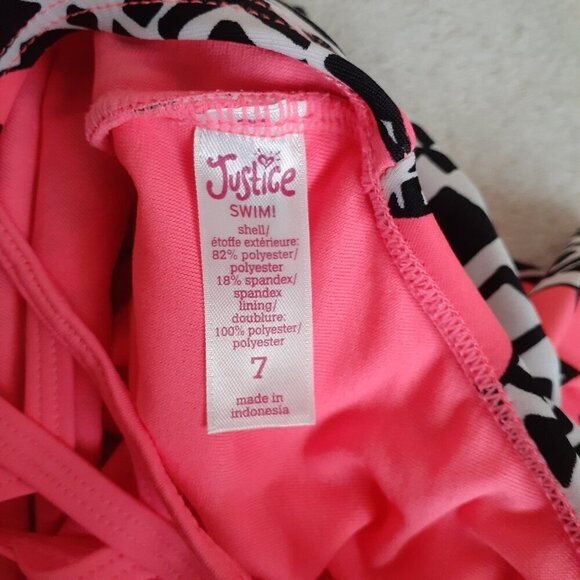 Justice
SWIM!
shell/
étoffe extérieure:
82% polyester/
polyester
18% spandex/
spandex
lining/
doublure:
100% polyester/
polyester
7
made in
indonesia